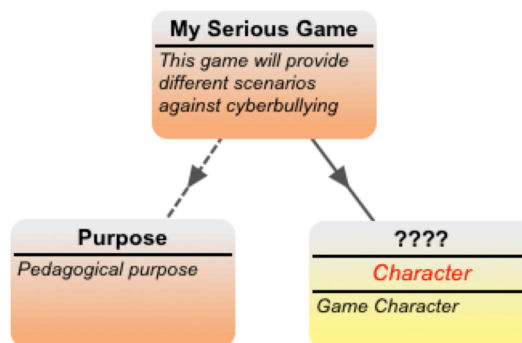 My Serious Game
This game will provide
different scenarios
against cyberbullying
Purpose
Pedagogical purpose
????
Character
Game Character